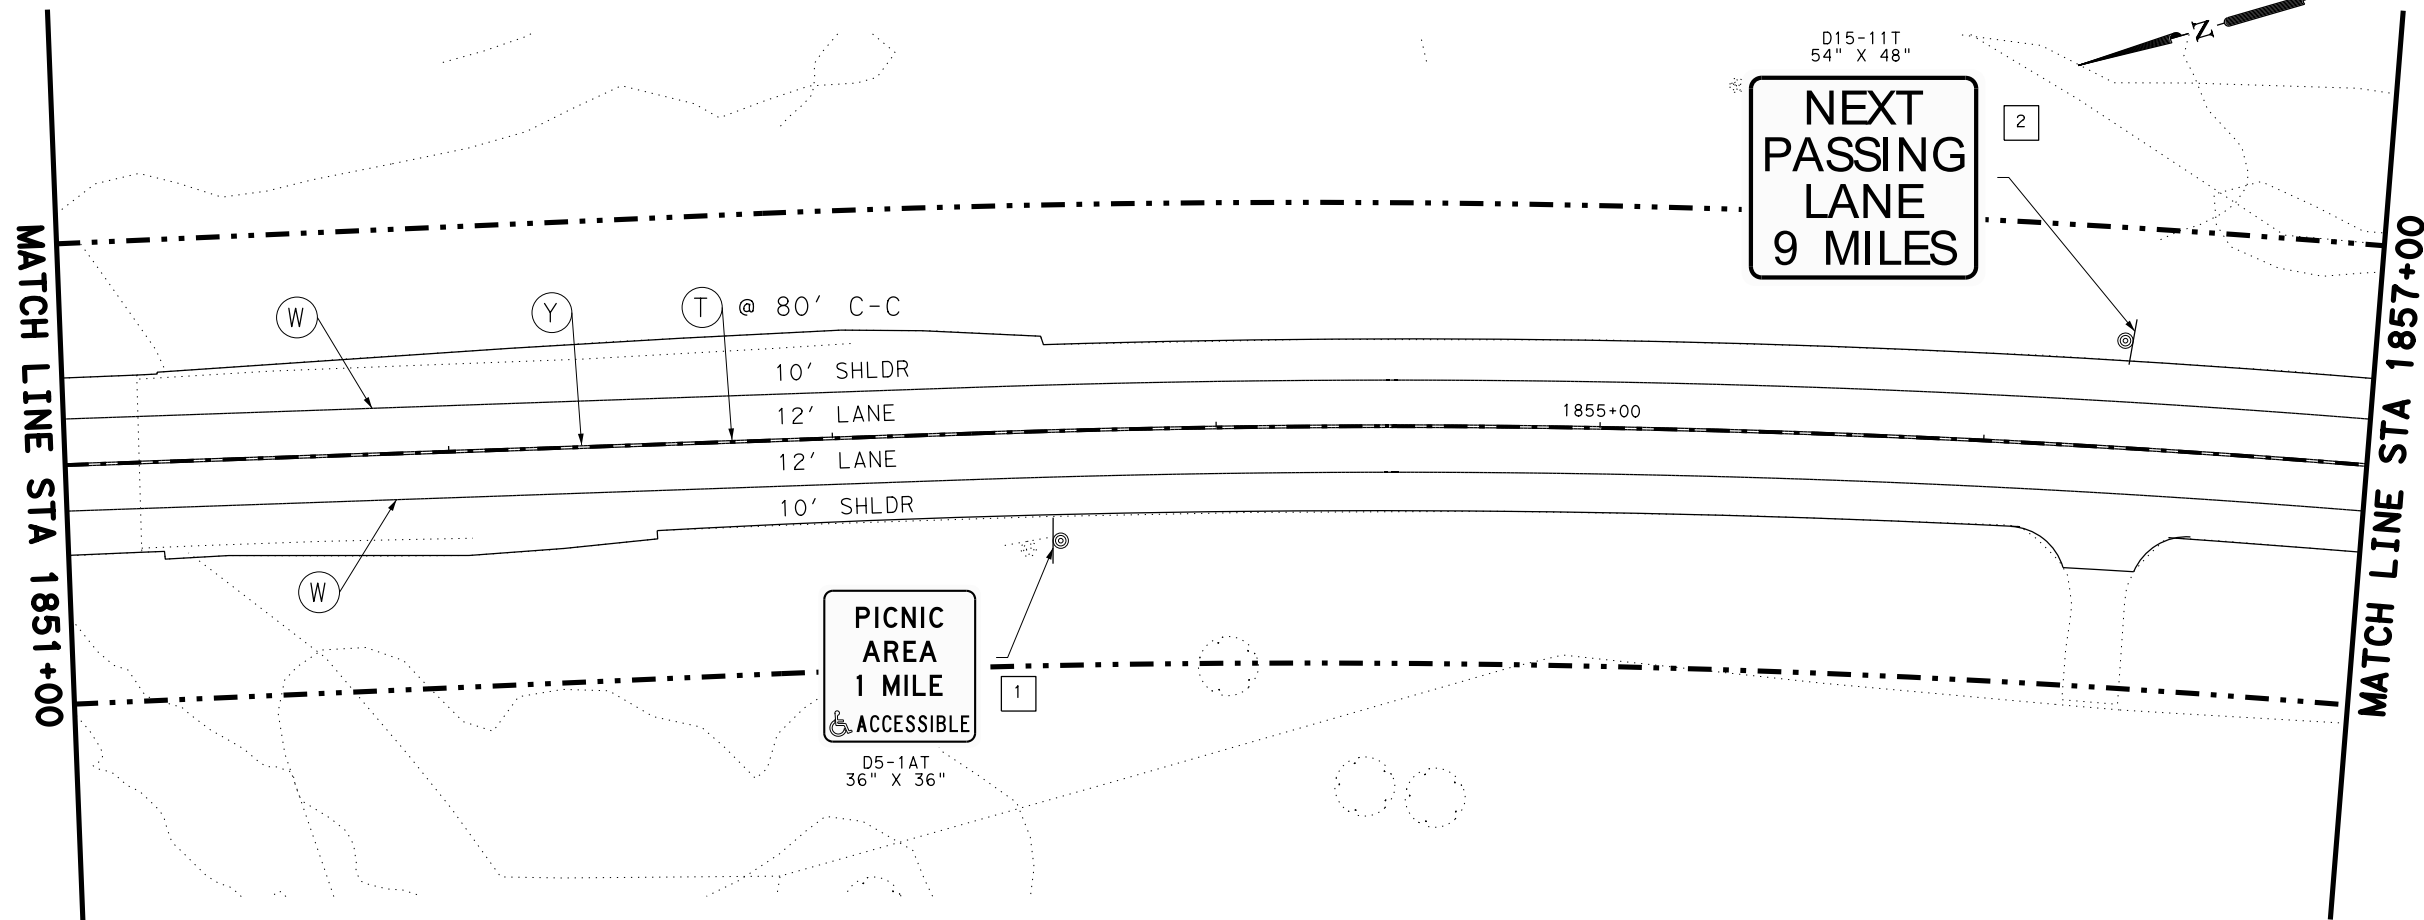 D15-11T
54" X 48"
NEXT
PASSING
LANE
9 MILES
2
N
MATCH LINE STA 1851+00
MATCH LINE STA 1857+00
W
Y
T @ 80' C-C
10' SHLDR
12' LANE
1855+00
12' LANE
10' SHLDR
W
PICNIC
AREA
1 MILE
ACCESSIBLE
1
D5-1AT
36" X 36"